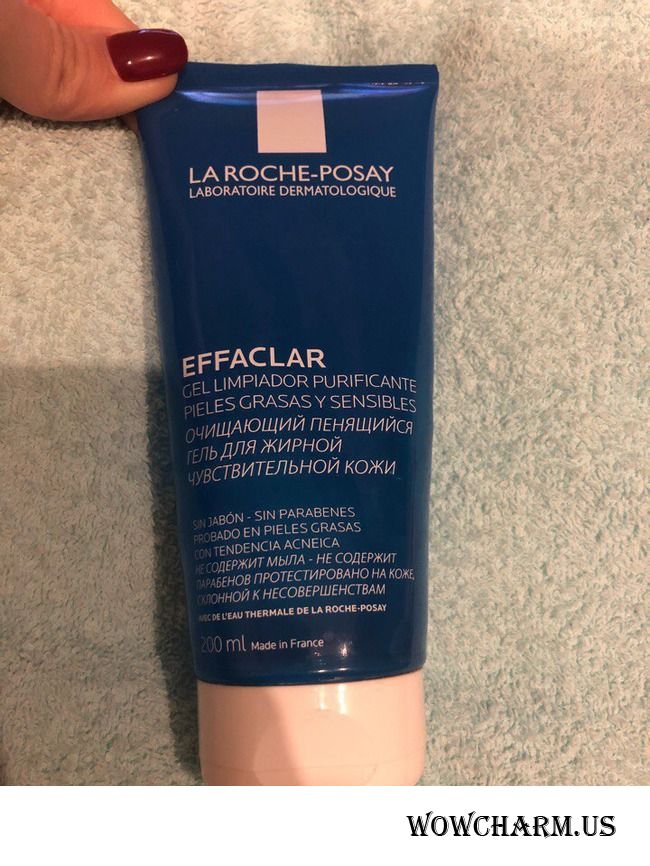 LA ROCHE-POSAY
LABORATOIRE DERMATOLOGIQUE
EFFACLAR
GEL LIMPIADOR PURIFICANTE
PIELES GRASAS Y SENSIBLES
ОЧИЩАЮЩИЙ ПЕНЯЩИЙСЯ
ГЕЛЬ ДЛЯ ЖИРНОЙ
ЧУВСТВИТЕЛЬНОЙ КОЖИ
SIN JABÓN - SIN PARABENES
PROBADO EN PIELES GRASAS
CON TENDENCIA ACNEICA
НЕ СОДЕРЖИТ МЫЛА - НЕ СОДЕРЖИТ
ПАРАБЕНОВ ПРОТЕСТИРОВАНО НА КОЖЕ,
СКЛОННОЙ К НЕСОВЕРШЕНСТВАМ
AVEC DE L'EAU THERMALE DE LA ROCHE-POSAY
200 ml Made in France
WOWCHARM.US